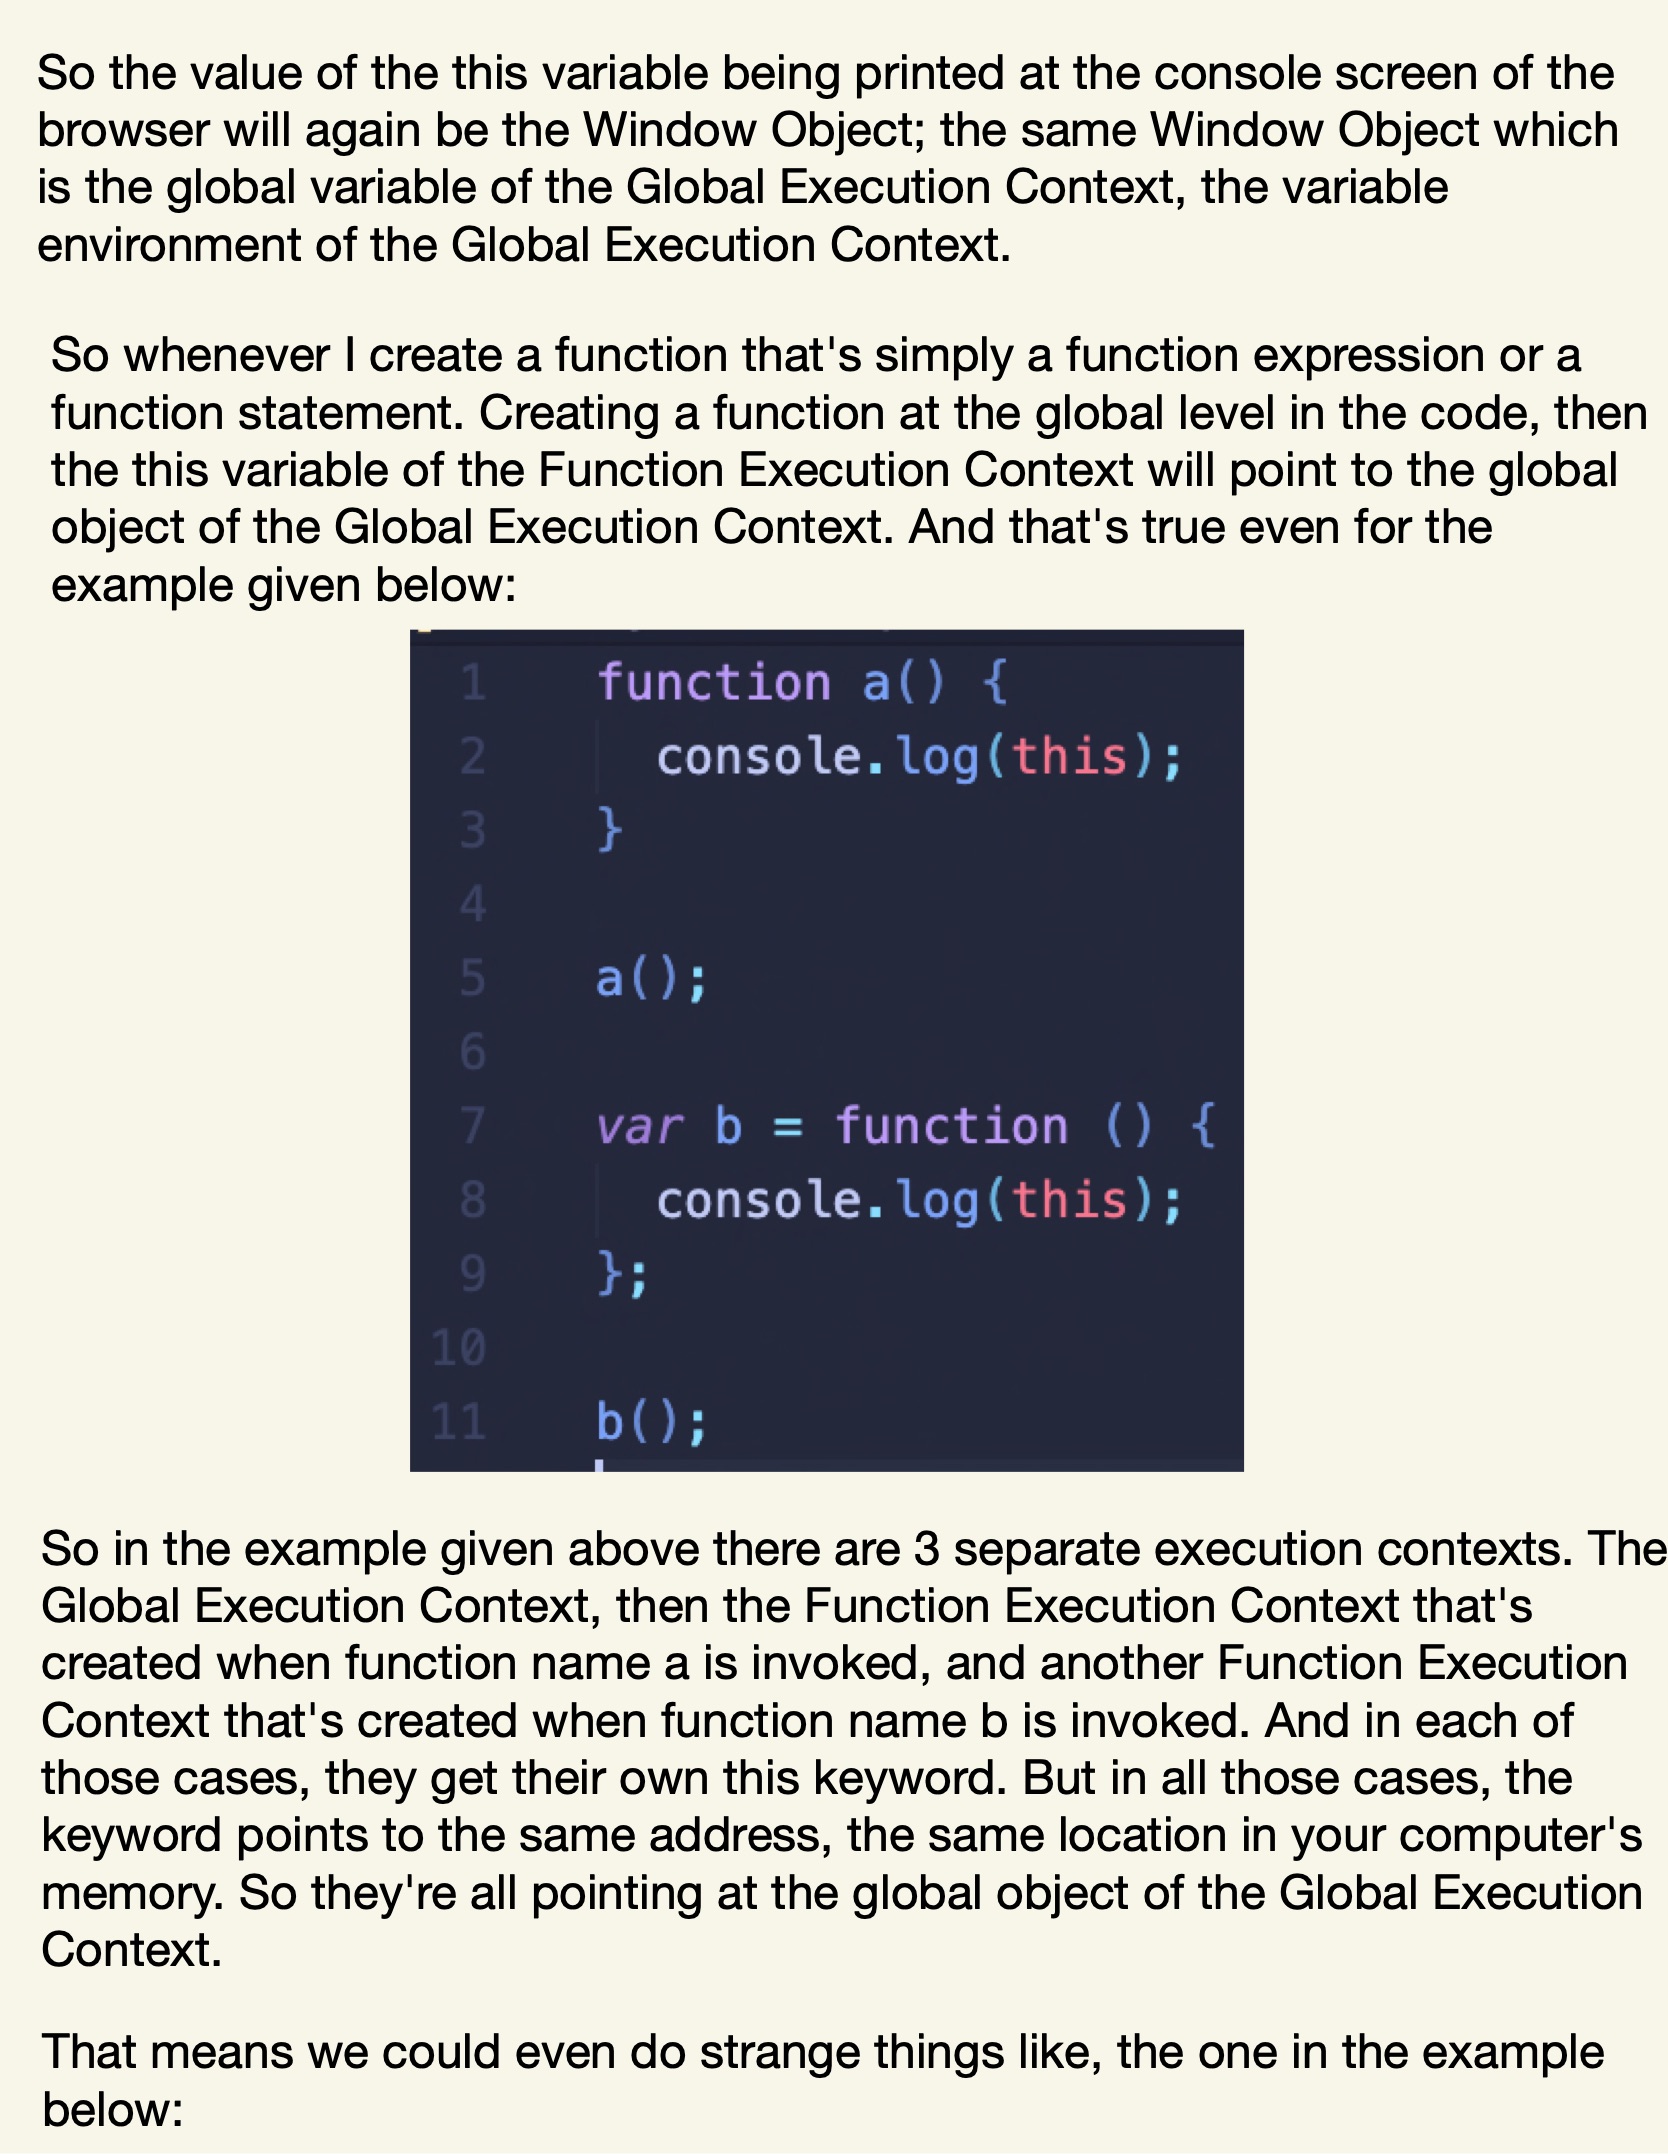 So the value of the this variable being printed at the console screen of the
browser will again be the Window Object; the same Window Object which
is the global variable of the Global Execution Context, the variable
environment of the Global Execution Context.
So whenever I create a function that's simply a function expression or a
function statement. Creating a function at the global level in the code, then
the this variable of the Function Execution Context will point to the global
object of the Global Execution Context. And that's true even for the
example given below:
1 function a() {
2 console.log(this);
3 }
4
5 a();
6
7 var b = function () {
8 console.log(this);
9 };
10
11 b();
So in the example given above there are 3 separate execution contexts. The
Global Execution Context, then the Function Execution Context that's
created when function name a is invoked, and another Function Execution
Context that's created when function name b is invoked. And in each of
those cases, they get their own this keyword. But in all those cases, the
keyword points to the same address, the same location in your computer's
memory. So they're all pointing at the global object of the Global Execution
Context.
That means we could even do strange things like, the one in the example
below: